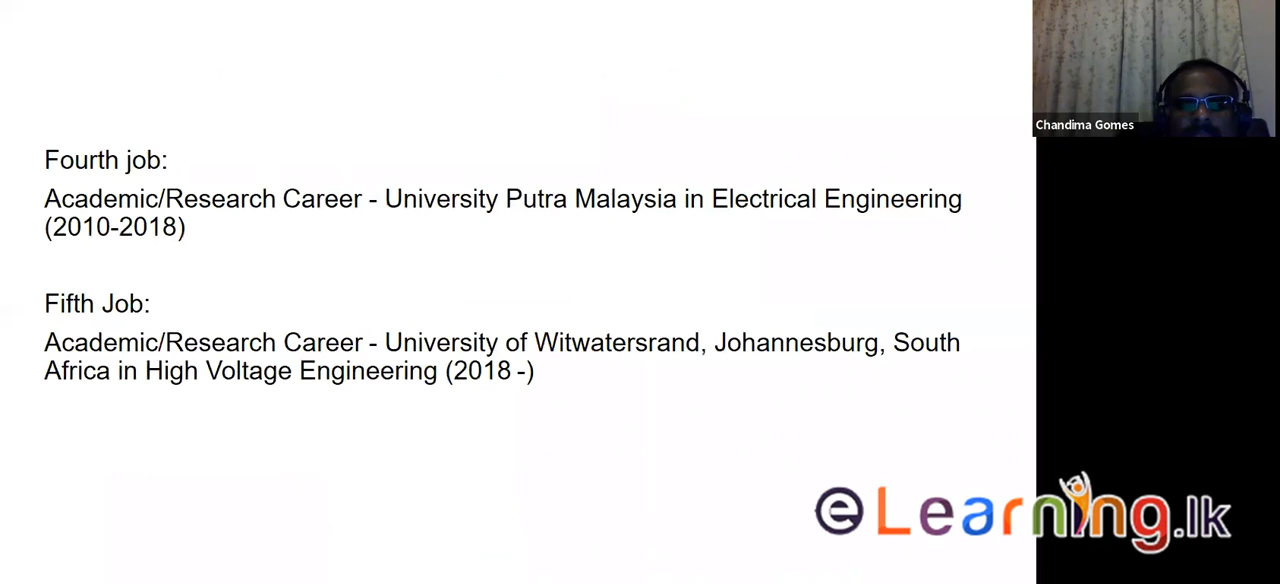 Chandima Gomes
Fourth job:
Academic/Research Career - University Putra Malaysia in Electrical Engineering
(2010-2018)
Fifth Job:
Academic/Research Career - University of Witwatersrand, Johannesburg, South
Africa in High Voltage Engineering (2018 -)
eLearning.lk